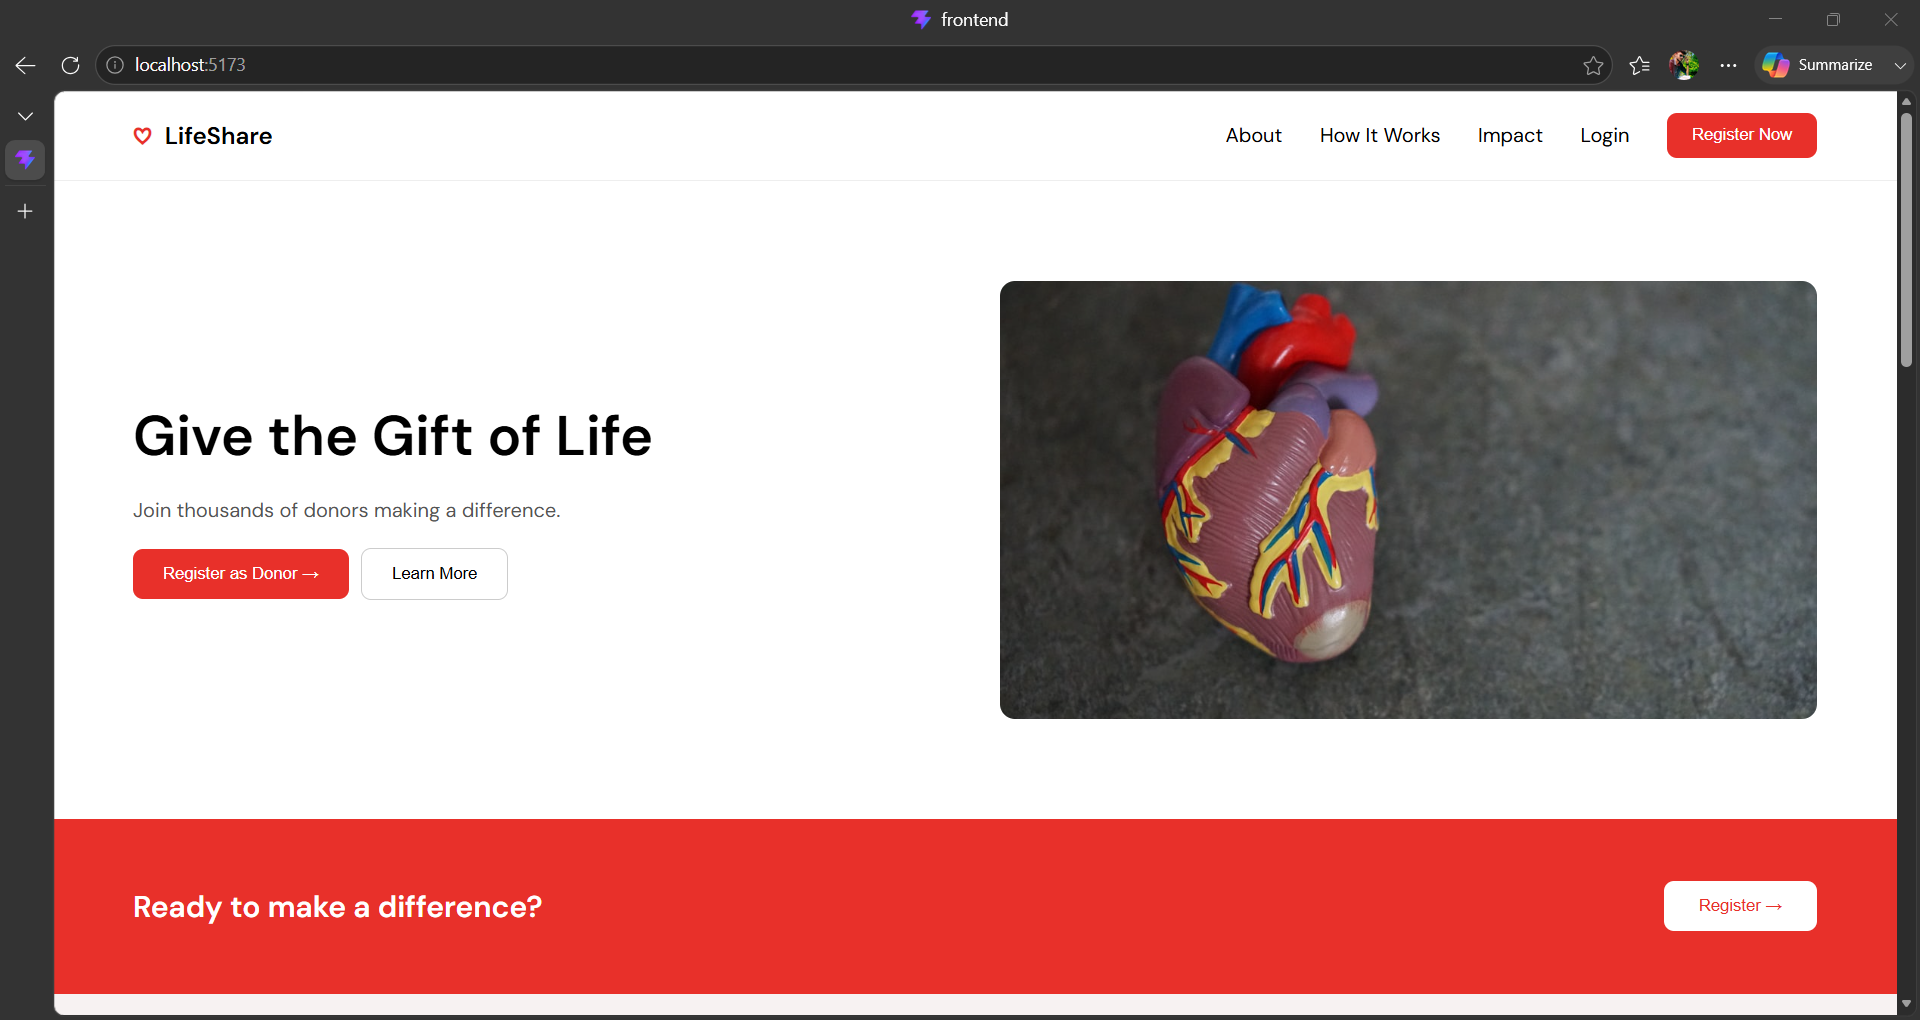 frontend
localhost:5173
Summarize
LifeShare
About
How It Works
Impact
Login
Register Now
Give the Gift of Life
Join thousands of donors making a difference.
Register as Donor →
Learn More
Ready to make a difference?
Register →